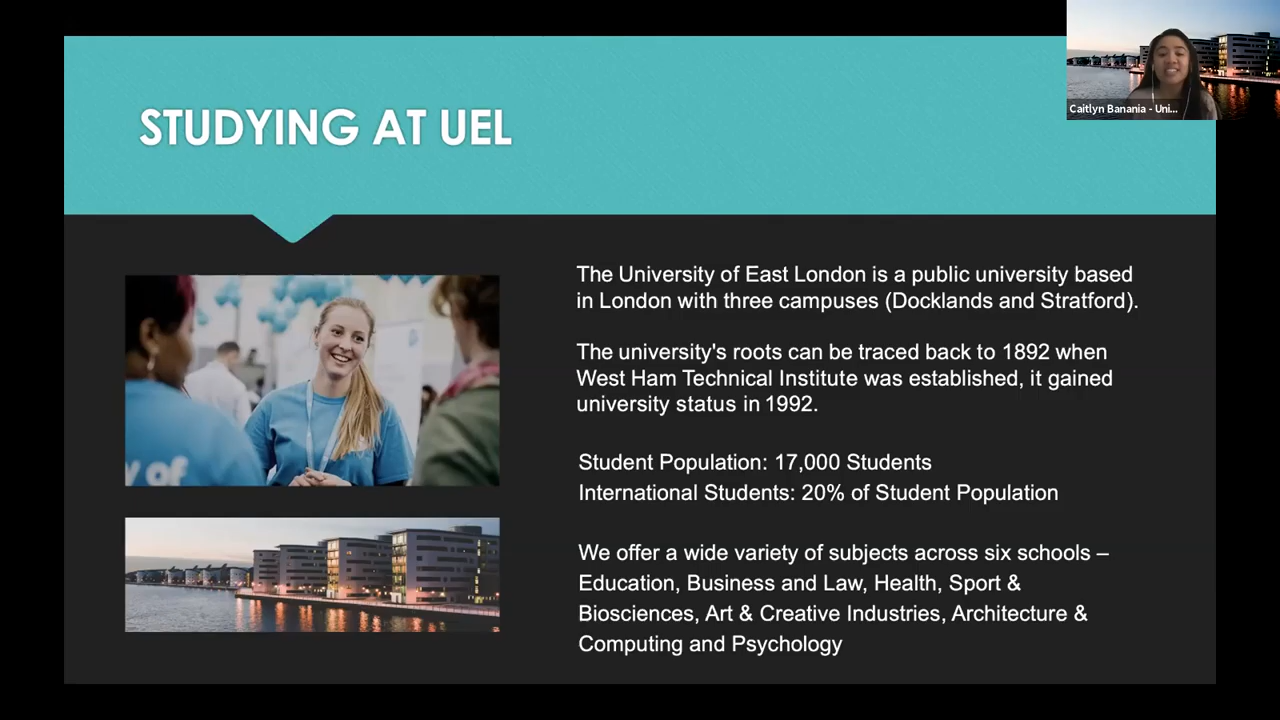 STUDYING AT UEL
Caitlyn Banania - Uni...
The University of East London is a public university based
in London with three campuses (Docklands and Stratford).
The university's roots can be traced back to 1892 when
West Ham Technical Institute was established, it gained
university status in 1992.
Student Population: 17,000 Students
International Students: 20% of Student Population
We offer a wide variety of subjects across six schools –
Education, Business and Law, Health, Sport &
Biosciences, Art & Creative Industries, Architecture &
Computing and Psychology
y of